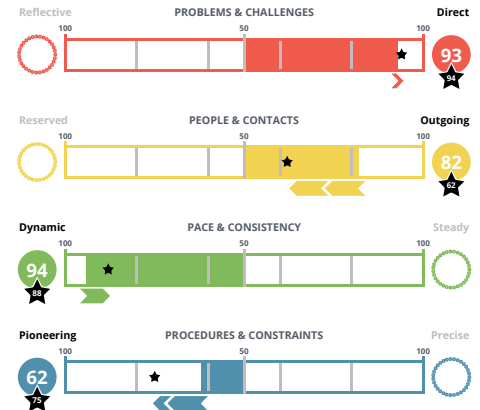 Reflective PROBLEMS & CHALLENGES Direct
100 50 100
93
94
Reserved PEOPLE & CONTACTS Outgoing
100 50 100
82
62
Dynamic PACE & CONSISTENCY Steady
100 50 100
94
88
Pioneering PROCEDURES & CONSTRAINTS Precise
100 50 100
62
75